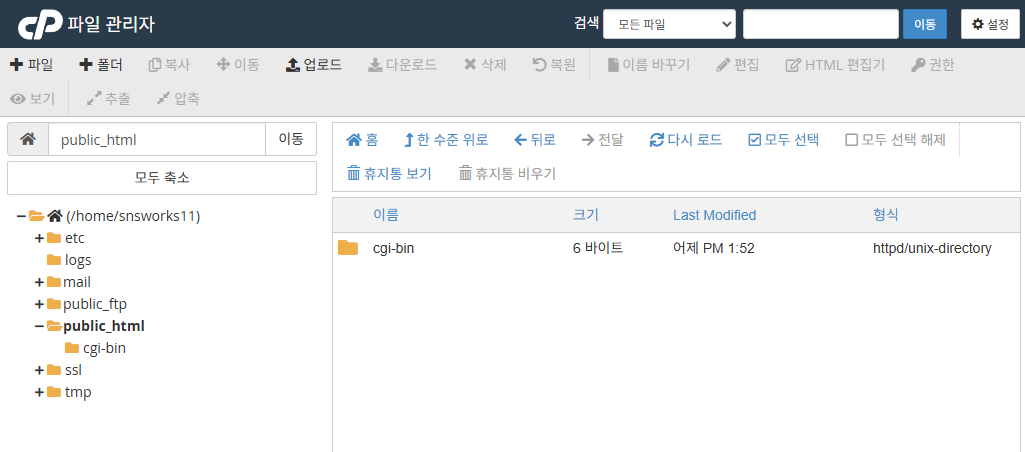 cP 파일 관리자
검색 모든 파일 이동 설정
파일 폴더 복사 이동 업로드 다운로드 삭제 복원 이름 바꾸기 편집 HTML 편집기 권한
보기 추출 압축
public_html 이동
모두 축소
(/home/snsworks11)
etc
logs
mail
public_ftp
public_html
cgi-bin
ssl
tmp
홈 한 수준 위로 뒤로 전달 다시 로드 모두 선택 모두 선택 해제
휴지통 보기 휴지통 비우기
이름 크기 Last Modified 형식
cgi-bin 6 바이트 어제 PM 1:52 httpd/unix-directory